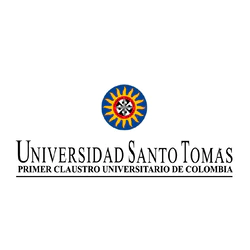 UNIVERSIDAD SANTO TOMAS
PRIMER CLAUSTRO UNIVERSITARIO DE COLOMBIA